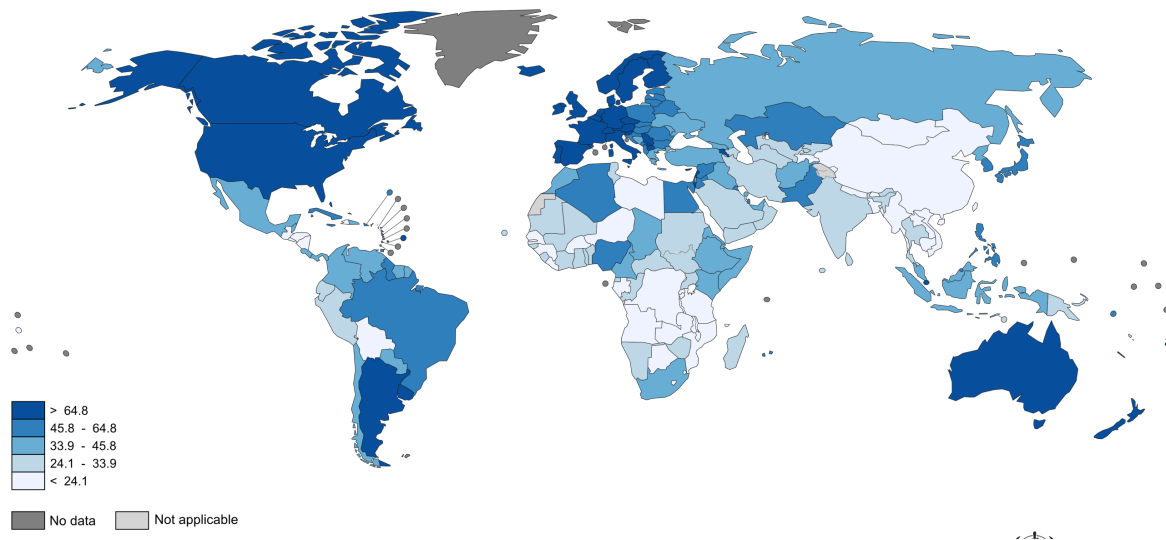 > 64.8
45.8 - 64.8
33.9 - 45.8
24.1 - 33.9
< 24.1
No data
Not applicable